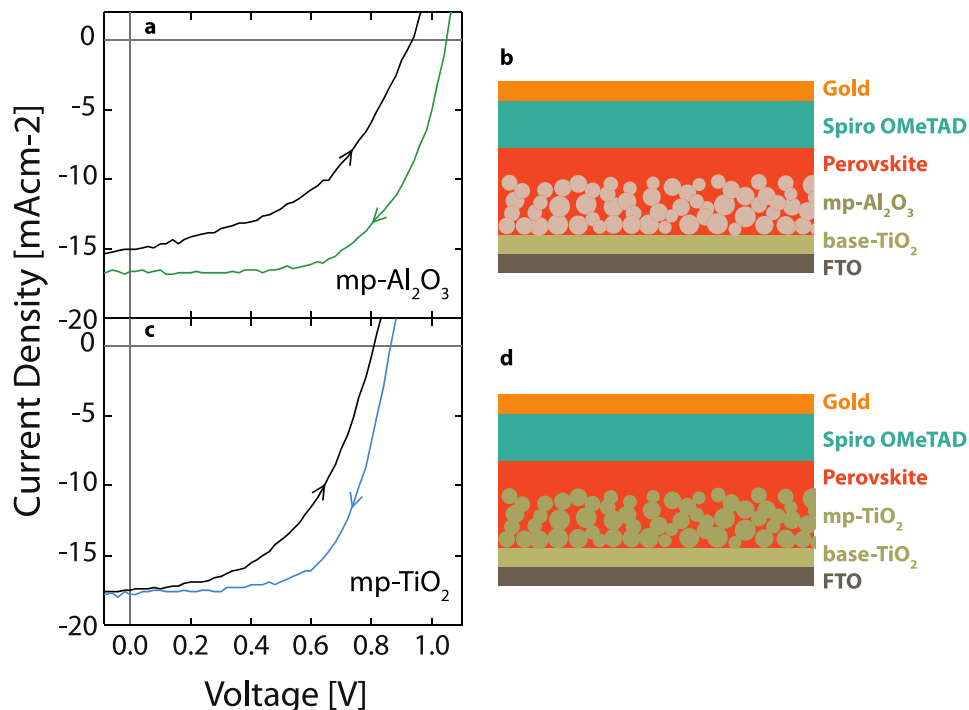 a
0
-5
-10
-15
-20
mp-Al₂O₃
c
0
-5
-10
-15
-20
mp-TiO₂
0.0 0.2 0.4 0.6 0.8 1.0
Voltage [V]
Current Density [mAcm-2]
b
Gold
Spiro OMeTAD
Perovskite
mp-Al₂O₃
base-TiO₂
FTO
d
Gold
Spiro OMeTAD
Perovskite
mp-TiO₂
base-TiO₂
FTO